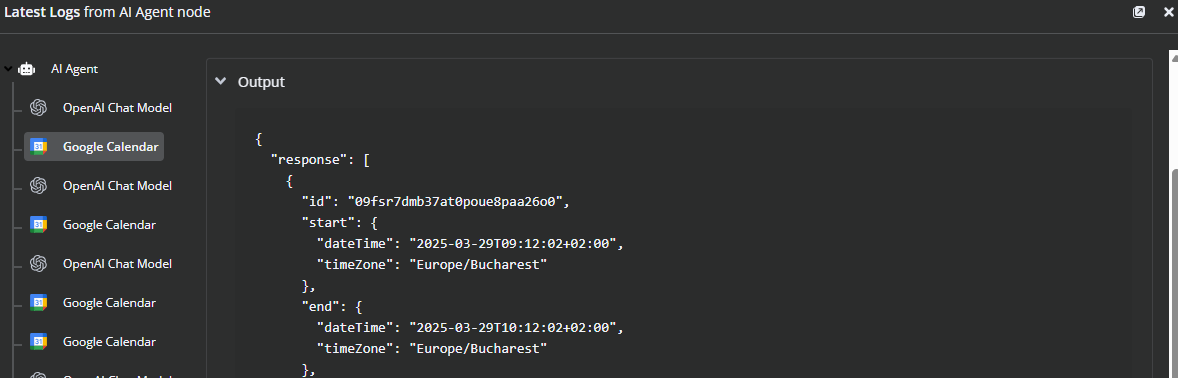 Latest Logs from AI Agent node
AI Agent
OpenAI Chat Model
Google Calendar
OpenAI Chat Model
Google Calendar
OpenAI Chat Model
Google Calendar
Google Calendar
Output
{
"response": [
{
"id": "09fsr7dmb37at0poue8paa26o0",
"start": {
"dateTime": "2025-03-29T09:12:02+02:00",
"timeZone": "Europe/Bucharest"
},
"end": {
"dateTime": "2025-03-29T10:12:02+02:00",
"timeZone": "Europe/Bucharest"
},